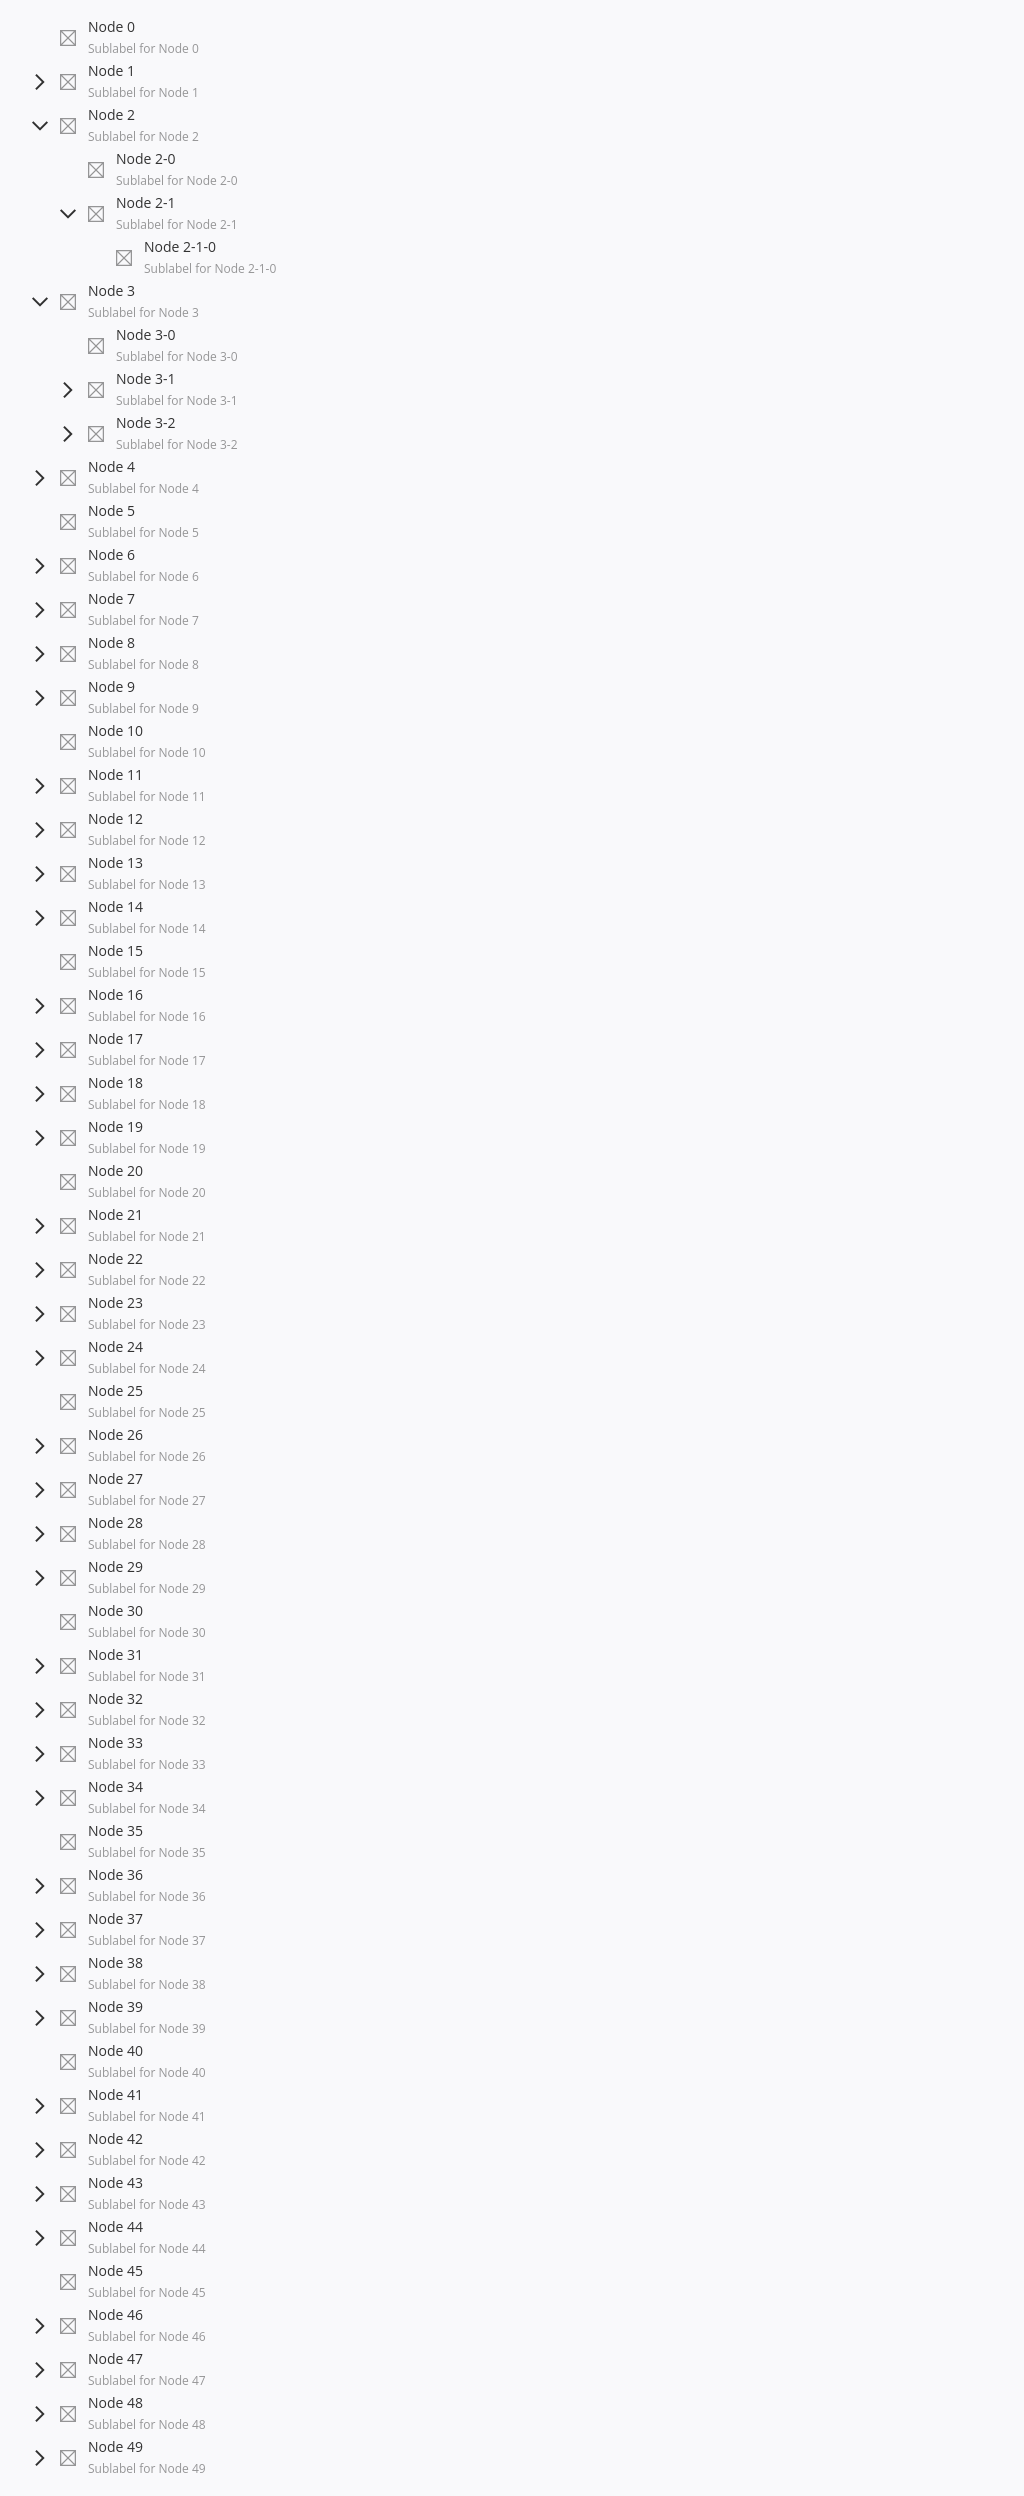 Node 0
Sublabel for Node 0
Node 1
Sublabel for Node 1
Node 2
Sublabel for Node 2
Node 2-0
Sublabel for Node 2-0
Node 2-1
Sublabel for Node 2-1
Node 2-1-0
Sublabel for Node 2-1-0
Node 3
Sublabel for Node 3
Node 3-0
Sublabel for Node 3-0
Node 3-1
Sublabel for Node 3-1
Node 3-2
Sublabel for Node 3-2
Node 4
Sublabel for Node 4
Node 5
Sublabel for Node 5
Node 6
Sublabel for Node 6
Node 7
Sublabel for Node 7
Node 8
Sublabel for Node 8
Node 9
Sublabel for Node 9
Node 10
Sublabel for Node 10
Node 11
Sublabel for Node 11
Node 12
Sublabel for Node 12
Node 13
Sublabel for Node 13
Node 14
Sublabel for Node 14
Node 15
Sublabel for Node 15
Node 16
Sublabel for Node 16
Node 17
Sublabel for Node 17
Node 18
Sublabel for Node 18
Node 19
Sublabel for Node 19
Node 20
Sublabel for Node 20
Node 21
Sublabel for Node 21
Node 22
Sublabel for Node 22
Node 23
Sublabel for Node 23
Node 24
Sublabel for Node 24
Node 25
Sublabel for Node 25
Node 26
Sublabel for Node 26
Node 27
Sublabel for Node 27
Node 28
Sublabel for Node 28
Node 29
Sublabel for Node 29
Node 30
Sublabel for Node 30
Node 31
Sublabel for Node 31
Node 32
Sublabel for Node 32
Node 33
Sublabel for Node 33
Node 34
Sublabel for Node 34
Node 35
Sublabel for Node 35
Node 36
Sublabel for Node 36
Node 37
Sublabel for Node 37
Node 38
Sublabel for Node 38
Node 39
Sublabel for Node 39
Node 40
Sublabel for Node 40
Node 41
Sublabel for Node 41
Node 42
Sublabel for Node 42
Node 43
Sublabel for Node 43
Node 44
Sublabel for Node 44
Node 45
Sublabel for Node 45
Node 46
Sublabel for Node 46
Node 47
Sublabel for Node 47
Node 48
Sublabel for Node 48
Node 49
Sublabel for Node 49